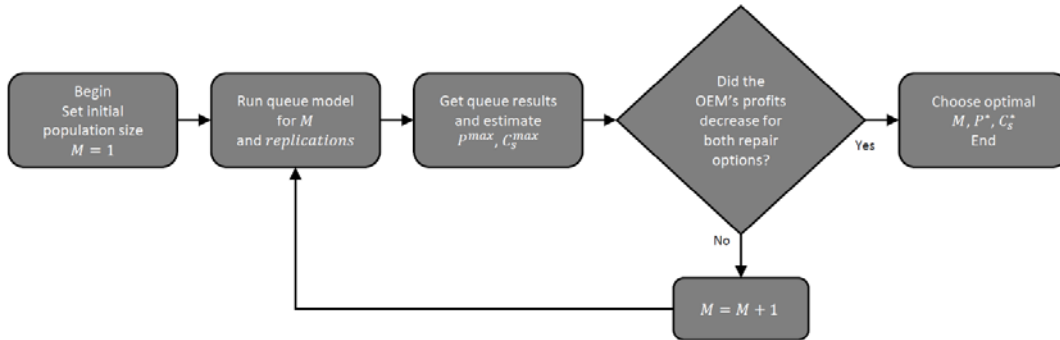 Begin
Set initial
population size
M = 1
Run queue model
for M
and replications
Get queue results
and estimate
P^max, C_s^max
Did the
OEM's profits
decrease for
both repair
options?
Yes
Choose optimal
M, P*, C_s*
End
No
M = M + 1